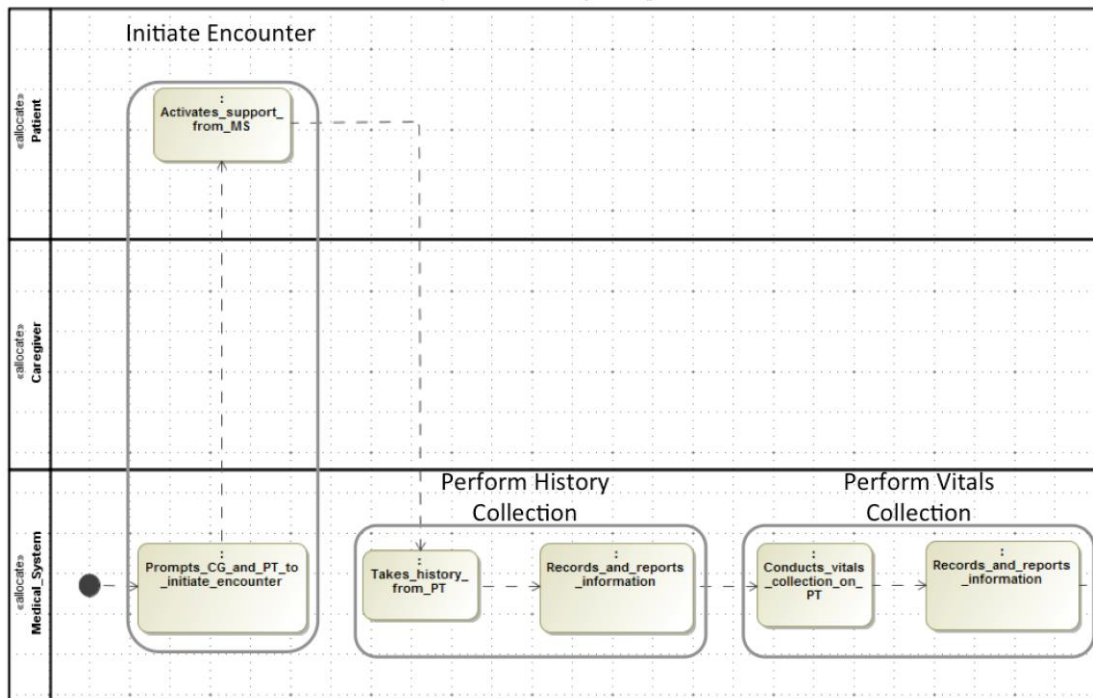 Initiate Encounter
«allocate»
Patient
:
Activates_support_
from_MS
«allocate»
Caregiver
«allocate»
Medical_System
:
Prompts_CG_and_PT_to
_initiate_encounter
Perform History
Collection
:
Takes_history_
from_PT
:
Records_and_reports
_information
Perform Vitals
Collection
:
Conducts_vitals
_collection_on_
PT
:
Records_and_reports
_information